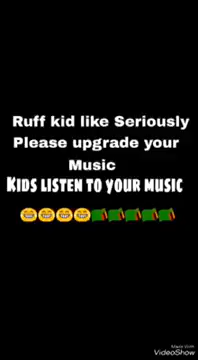 Ruff kid like Seriously
Please upgrade your
Music
KIDS LISTEN TO YOUR MUSIC
😂😂😂😂🇿🇲🇿🇲🇿🇲🇿🇲🇿🇲
Made With
VideoShow